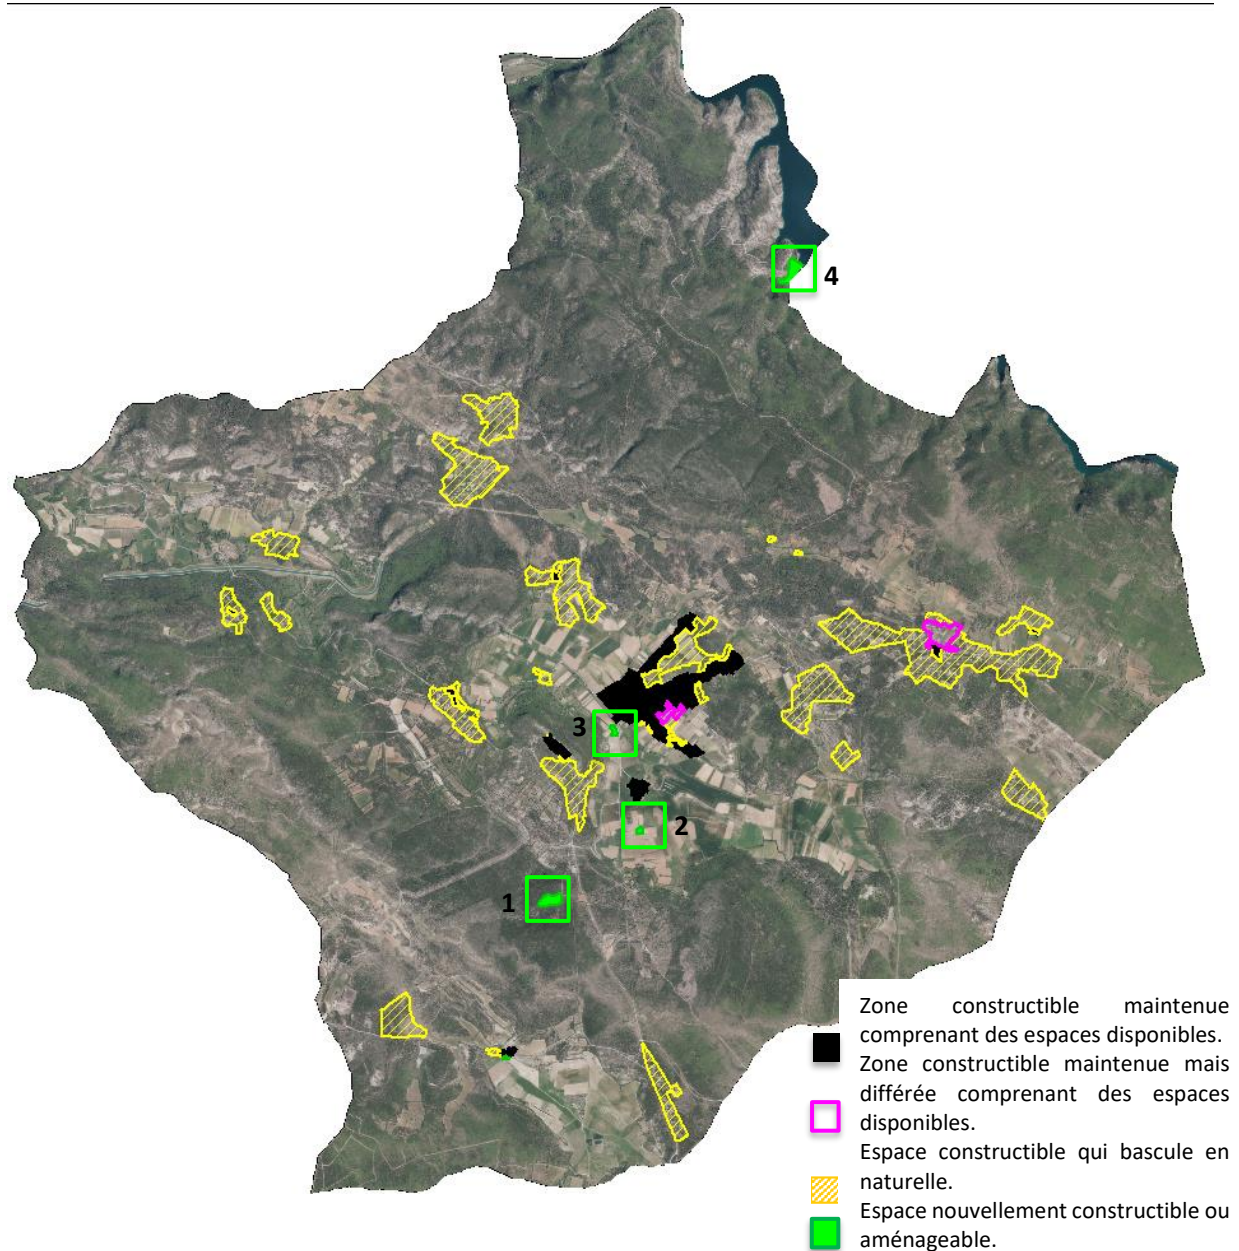 4
3
2
1
Zone constructible maintenue
comprenant des espaces disponibles.
Zone constructible maintenue mais
différée comprenant des espaces
disponibles.
Espace constructible qui bascule en
naturelle.
Espace nouvellement constructible ou
aménageable.